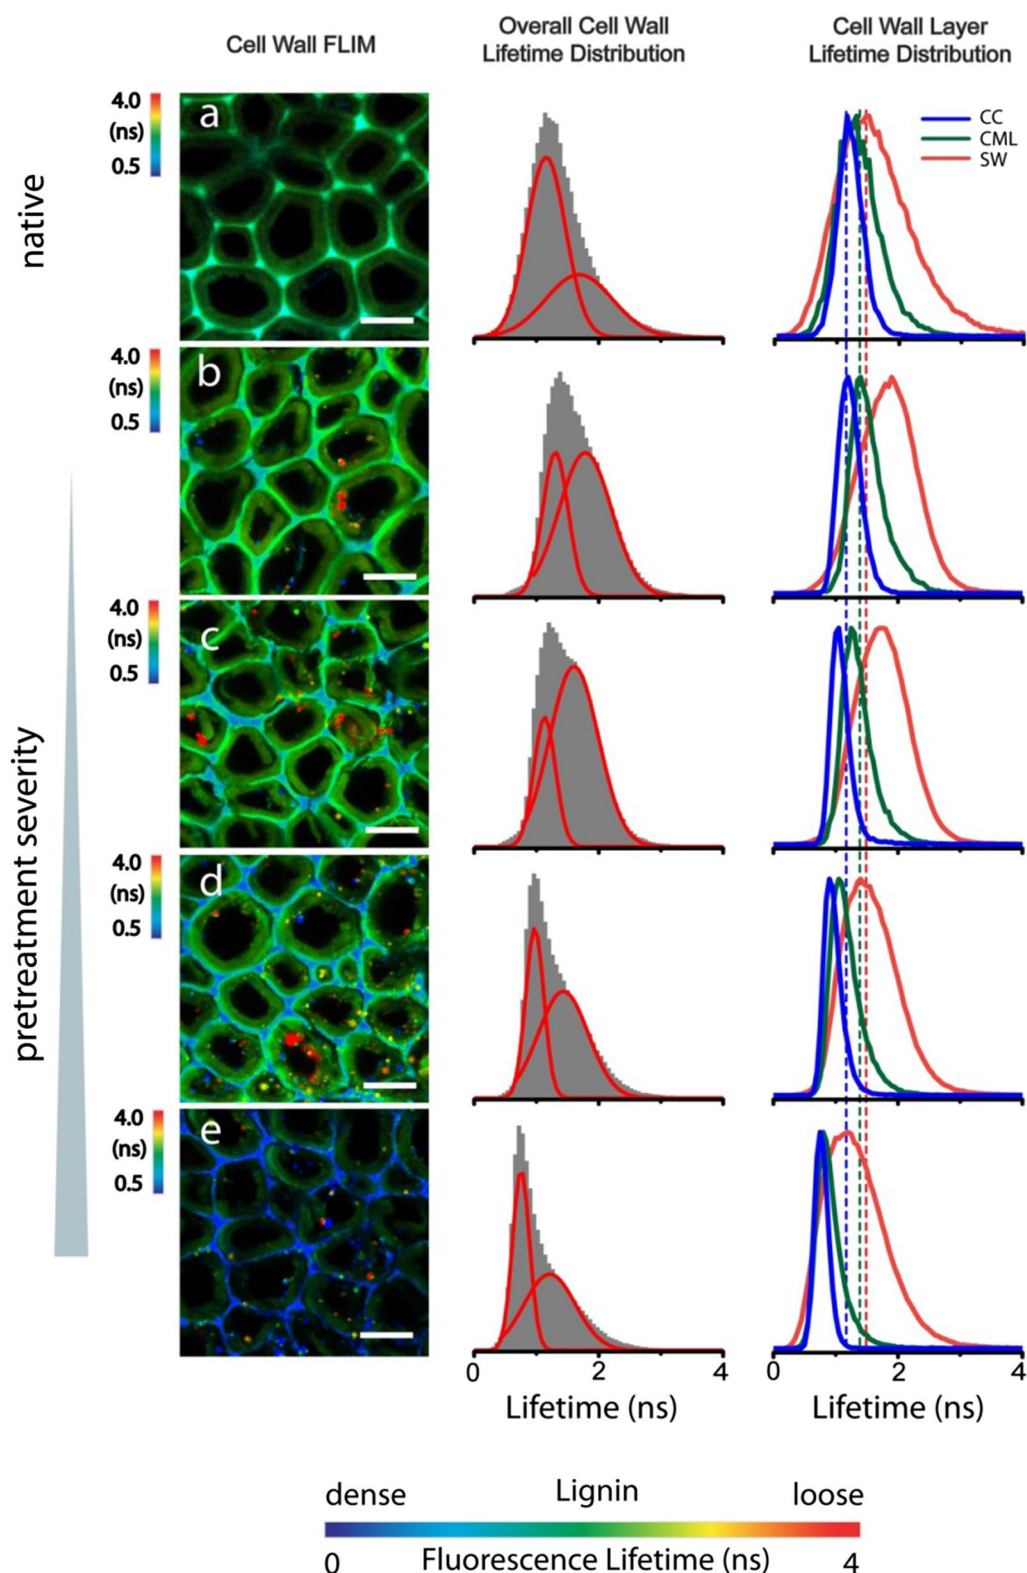 Cell Wall FLIM
Overall Cell Wall
Lifetime Distribution
Cell Wall Layer
Lifetime Distribution
native
4.0
(ns)
0.5
a
CC
CML
SW
4.0
(ns)
0.5
b
pretreatment severity
4.0
(ns)
0.5
c
4.0
(ns)
0.5
d
4.0
(ns)
0.5
e
0 2 4
0 2 4
Lifetime (ns)
Lifetime (ns)
dense Lignin loose
0 Fluorescence Lifetime (ns) 4